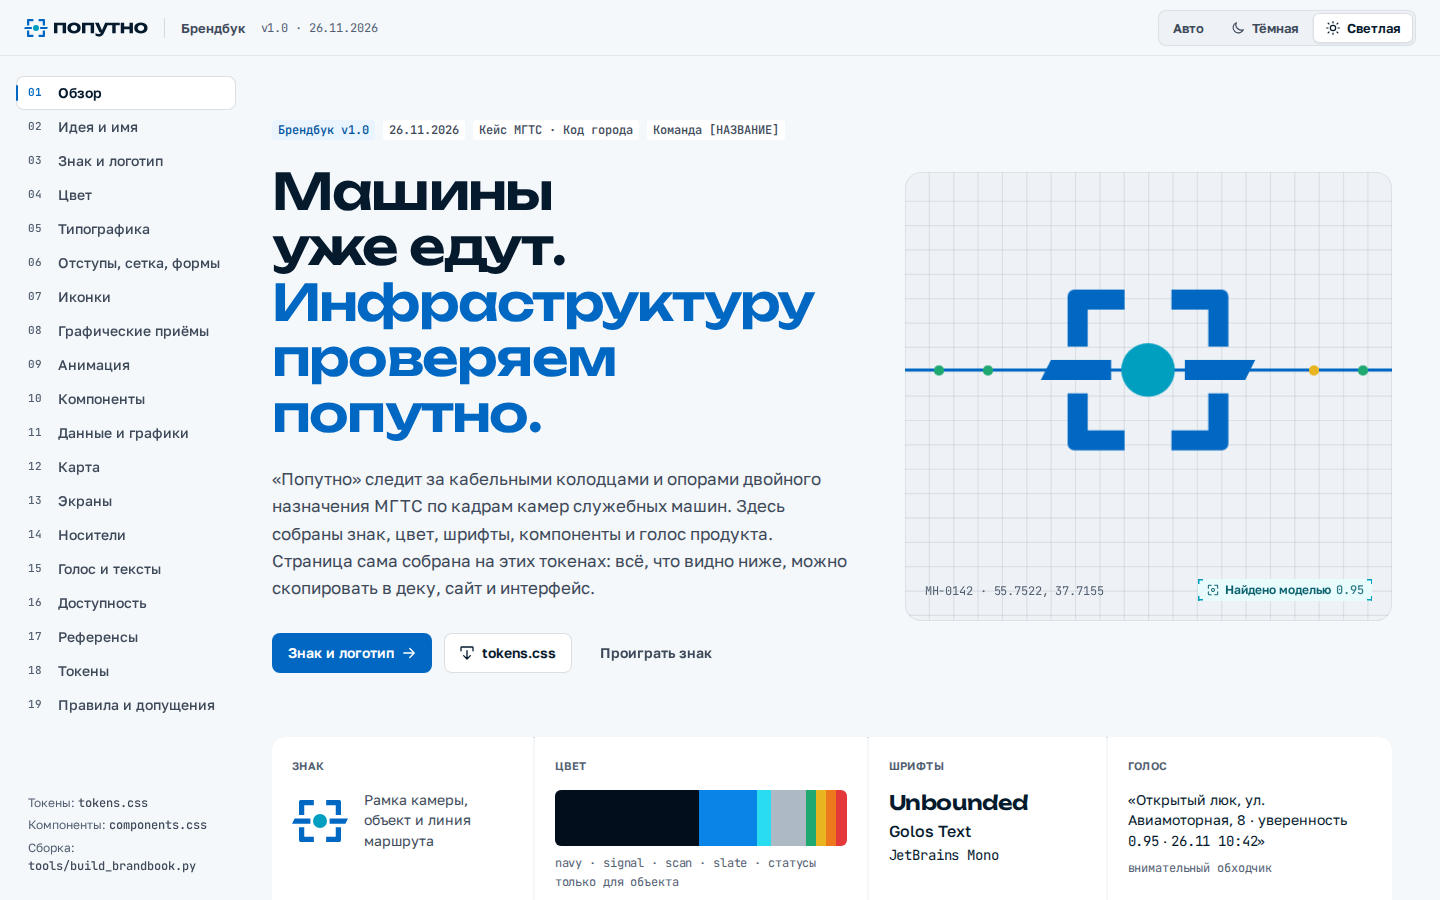 ПОПУТНО
Брендбук
v1.0 · 26.11.2026
Авто
Тёмная
Светлая
01 Обзор
02 Идея и имя
03 Знак и логотип
04 Цвет
05 Типографика
06 Отступы, сетка, формы
07 Иконки
08 Графические приёмы
09 Анимация
10 Компоненты
11 Данные и графики
12 Карта
13 Экраны
14 Носители
15 Голос и тексты
16 Доступность
17 Референсы
18 Токены
19 Правила и допущения
Токены: tokens.css
Компоненты: components.css
Сборка:
tools/build_brandbook.py
Брендбук v1.0
26.11.2026
Кейс МГТС · Код города
Команда [НАЗВАНИЕ]
Машины
уже едут.
Инфраструктуру
проверяем
попутно.
«Попутно» следит за кабельными колодцами и опорами двойного
назначения МГТС по кадрам камер служебных машин. Здесь
собраны знак, цвет, шрифты, компоненты и голос продукта.
Страница сама собрана на этих токенах: всё, что видно ниже, можно
скопировать в деку, сайт и интерфейс.
Знак и логотип →
tokens.css
Проиграть знак
МН-0142 · 55.7522, 37.7155
Найдено моделью 0.95
ЗНАК
Рамка камеры,
объект и линия
маршрута
ЦВЕТ
navy · signal · scan · slate · статусы
только для объекта
ШРИФТЫ
Unbounded
Golos Text
JetBrains Mono
ГОЛОС
«Открытый люк, ул.
Авиамоторная, 8 · уверенность
0.95 · 26.11 10:42»
внимательный обходчик